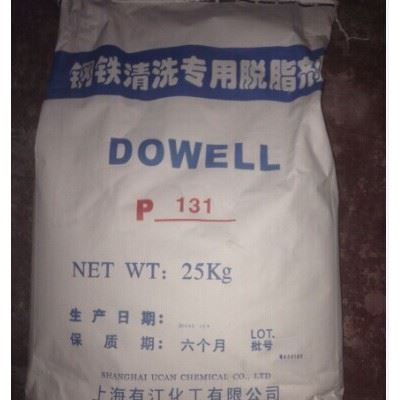 钢铁清洗专用脱脂剂
DOWELL
P 131
NET WT: 25Kg
生产日期:
保质期: 六个月
LOT.
批号
SHANGHAI UCAN CHEMICAL CO., LTD
上海有江化工有限公司